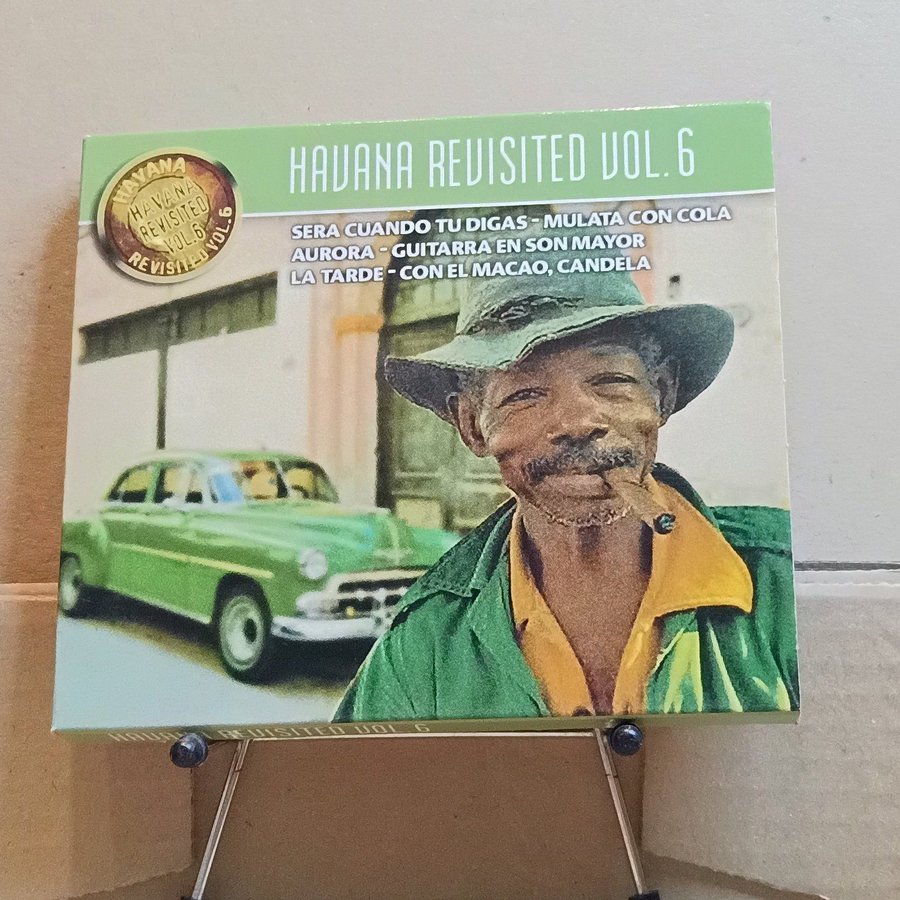 HAVANA REVISITED VOL. 6
HAVANA
HAVANA
REVISITED
VOL.6
REVISITED VOL.6
SERA CUANDO TU DIGAS - MULATA CON COLA
AURORA - GUITARRA EN SON MAYOR
LA TARDE - CON EL MACAO, CANDELA
HAVANA REVISITED VOL. 6